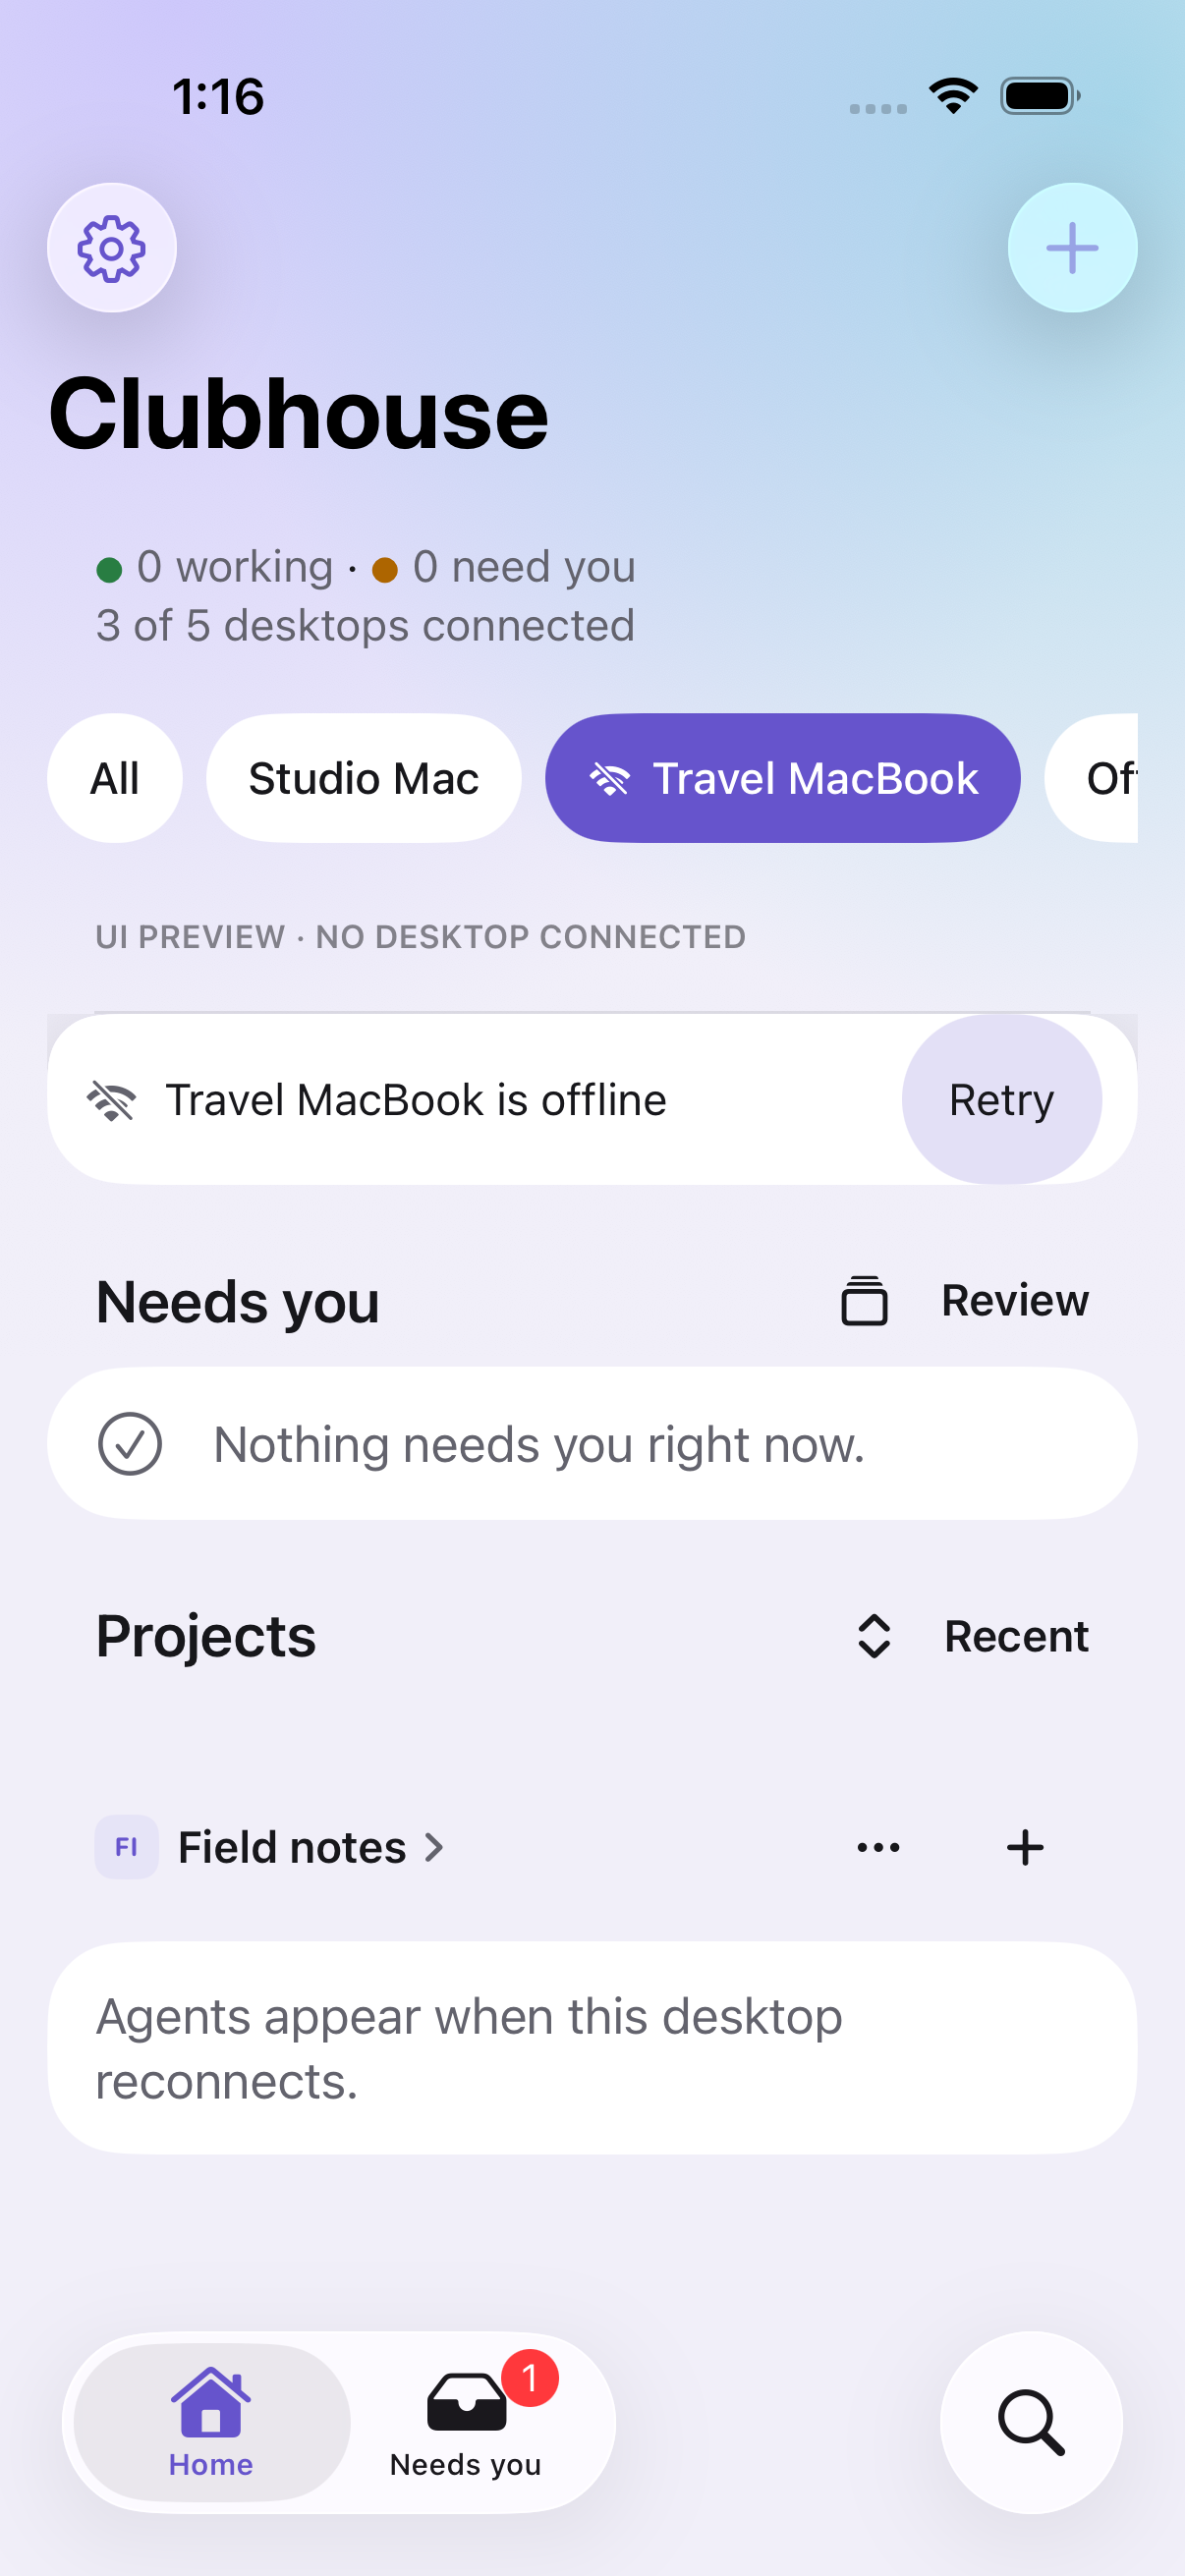 1:16
Clubhouse
0 working · 0 need you
3 of 5 desktops connected
All
Studio Mac
Travel MacBook
UI PREVIEW · NO DESKTOP CONNECTED
Travel MacBook is offline
Retry
Needs you
Review
Nothing needs you right now.
Projects
Recent
FI
Field notes
Agents appear when this desktop
reconnects.
1
Home
Needs you